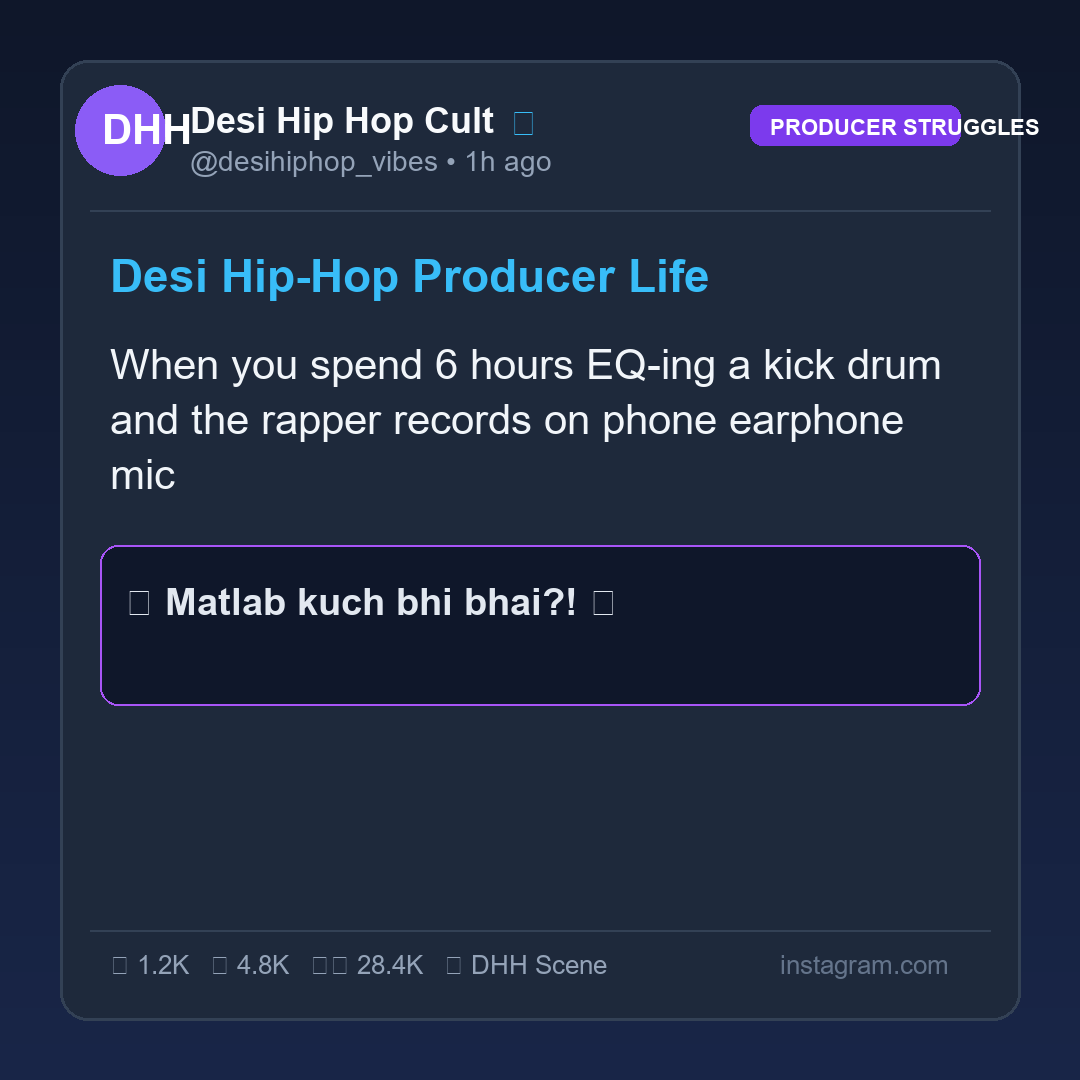 DHH
Desi Hip Hop Cult
@desihiphop_vibes • 1h ago
PRODUCER STRUGGLES
Desi Hip-Hop Producer Life
When you spend 6 hours EQ-ing a kick drum
and the rapper records on phone earphone
mic
Matlab kuch bhi bhai?!
1.2K 4.8K 28.4K DHH Scene
instagram.com